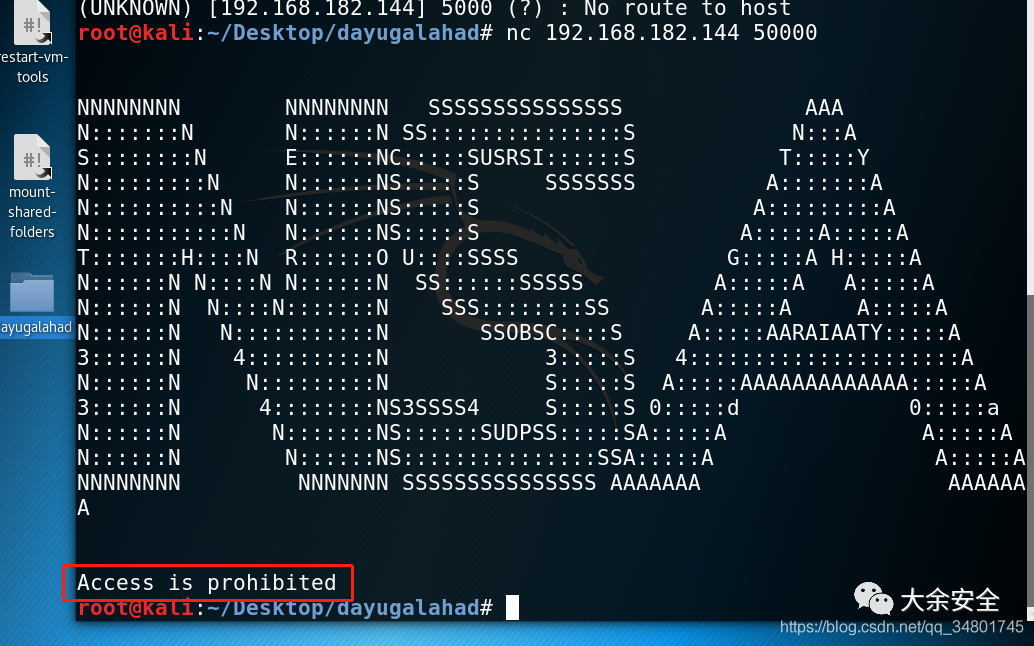 (UNKNOWN) [192.168.182.144] 5000 (?) : No route to host
root@kali:~/Desktop/dayugalahad# nc 192.168.182.144 50000
NNNNNNNN        NNNNNNNN   SSSSSSSSSSSSSSS              AAA
N:::::::N       N::::::N SS:::::::::::::::S            N:::A
S::::::::N      E::::::NC:::::SUSRSI::::::S           T:::::Y
N:::::::::N     N::::::NS:::::S     SSSSSSS          A:::::::A
N::::::::::N    N::::::NS:::::S                     A:::::::::A
N:::::::::::N   N::::::NS:::::S                    A:::::A:::::A
T:::::::H::::N  R::::::O U::::SSSS                G:::::A H:::::A
N::::::N N::::N N::::::N  SS::::::SSSSS          A:::::A   A:::::A
N::::::N  N::::N:::::::N    SSS::::::::SS       A:::::A     A:::::A
N::::::N   N:::::::::::N       SSOBSC::::S     A:::::AARAIAATY:::::A
3::::::N    4::::::::::N            3::::S   4:::::::::::::::::::::A
N::::::N     N:::::::::N            S:::::S  A:::::AAAAAAAAAAAAA:::::A
3::::::N      4::::::::NS3SSSS4     S:::::S 0:::::d             0:::::a
N::::::N       N:::::::NS::::::SUDPSS:::::SA:::::A               A:::::A
N::::::N        N::::::NS:::::::::::::::SSA:::::A                 A:::::A
NNNNNNNN         NNNNNNN SSSSSSSSSSSSSSS AAAAAAA                   AAAAAA
A
Access is prohibited
root@kali:~/Desktop/dayugalahad#
restart-vm-
tools
mount-
shared-
folders
ayugalahad
大余安全
https://blog.csdn.net/qq_34801745